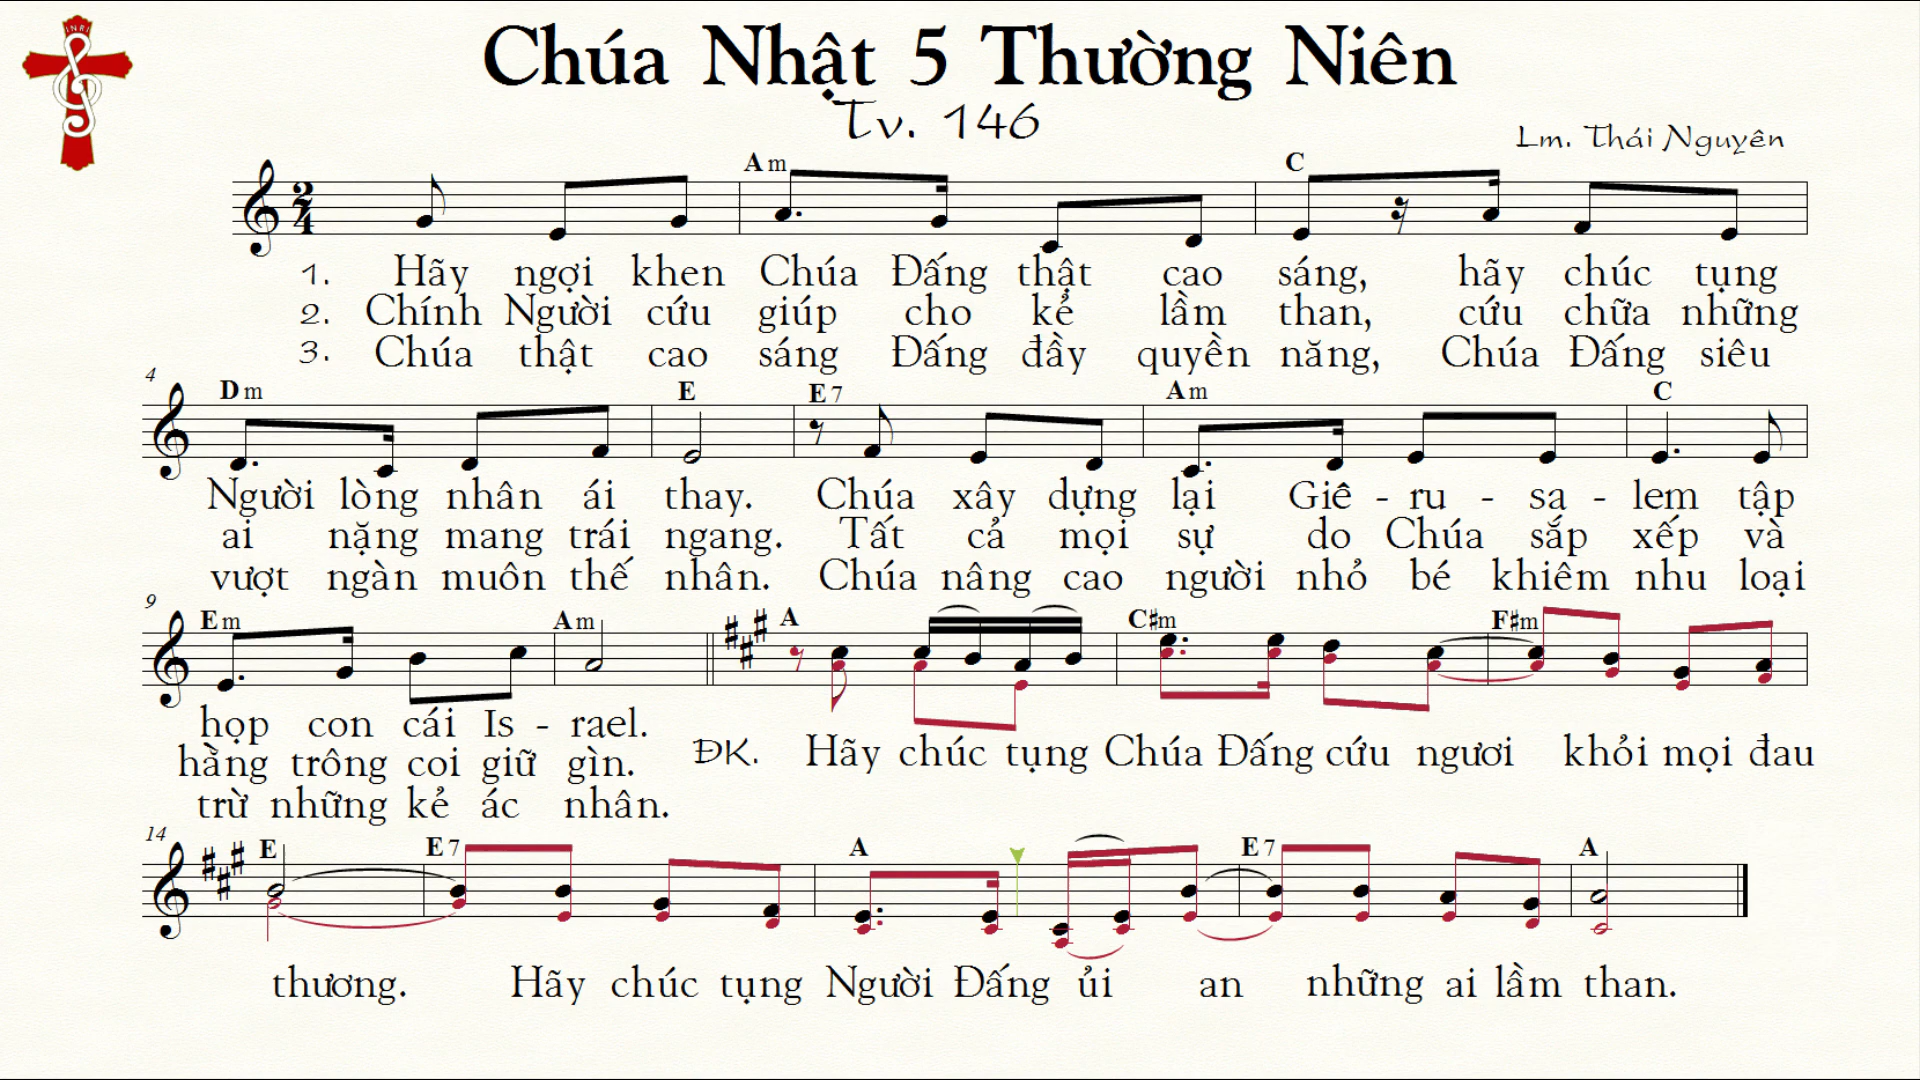 INRI
Chúa Nhật 5 Thường Niên
Tv. 146
Lm. Thái Nguyên
Am C
1. Hãy ngợi khen Chúa Đấng thật cao sáng, hãy chúc tụng
2. Chính Người cứu giúp cho kẻ lầm than, cứu chữa những
3. Chúa thật cao sáng Đấng đầy quyền năng, Chúa Đấng siêu
4 Dm E E7 Am C
Người lòng nhân ái thay. Chúa xây dựng lại Giê - ru - sa - lem tập
ai nặng mang trái ngang. Tất cả mọi sự do Chúa sắp xếp và
vượt ngàn muôn thế nhân. Chúa nâng cao người nhỏ bé khiêm nhu loại
9 Em Am A C#m F#m
họp con cái Is - rael.
hằng trông coi giữ gìn.
trừ những kẻ ác nhân.
ĐK. Hãy chúc tụng Chúa Đấng cứu ngươi khỏi mọi đau
14 E E7 A E7 A
thương. Hãy chúc tụng Người Đấng ủi an những ai lầm than.